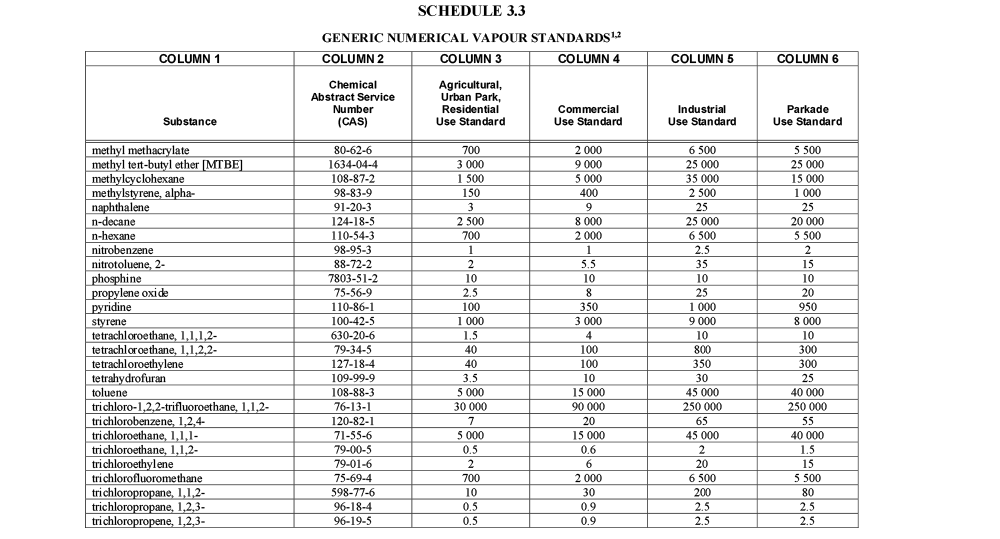 SCHEDULE 3.3
GENERIC NUMERICAL VAPOUR STANDARDS1,2
COLUMN 1 COLUMN 2 COLUMN 3 COLUMN 4 COLUMN 5 COLUMN 6
Substance Chemical Abstract Service Number (CAS) Agricultural, Urban Park, Residential Use Standard Commercial Use Standard Industrial Use Standard Parkade Use Standard
methyl methacrylate 80-62-6 700 2 000 6 500 5 500
methyl tert-butyl ether [MTBE] 1634-04-4 3 000 9 000 25 000 25 000
methylcyclohexane 108-87-2 1 500 5 000 35 000 15 000
methylstyrene, alpha- 98-83-9 150 400 2 500 1 000
naphthalene 91-20-3 3 9 25 25
n-decane 124-18-5 2 500 8 000 25 000 20 000
n-hexane 110-54-3 700 2 000 6 500 5 500
nitrobenzene 98-95-3 1 1 2.5 2
nitrotoluene, 2- 88-72-2 2 5.5 35 15
phosphine 7803-51-2 10 10 10 10
propylene oxide 75-56-9 2.5 8 25 20
pyridine 110-86-1 100 350 1 000 950
styrene 100-42-5 1 000 3 000 9 000 8 000
tetrachloroethane, 1,1,1,2- 630-20-6 1.5 4 10 10
tetrachloroethane, 1,1,2,2- 79-34-5 40 100 800 300
tetrachloroethylene 127-18-4 40 100 350 300
tetrahydrofuran 109-99-9 3.5 10 30 25
toluene 108-88-3 5 000 15 000 45 000 40 000
trichloro-1,2,2-trifluoroethane, 1,1,2- 76-13-1 30 000 90 000 250 000 250 000
trichlorobenzene, 1,2,4- 120-82-1 7 20 65 55
trichloroethane, 1,1,1- 71-55-6 5 000 15 000 45 000 40 000
trichloroethane, 1,1,2- 79-00-5 0.5 0.6 2 1.5
trichloroethylene 79-01-6 2 6 20 15
trichlorofluoromethane 75-69-4 700 2 000 6 500 5 500
trichloropropane, 1,1,2- 598-77-6 10 30 200 80
trichloropropane, 1,2,3- 96-18-4 0.5 0.9 2.5 2.5
trichloropropene, 1,2,3- 96-19-5 0.5 0.9 2.5 2.5